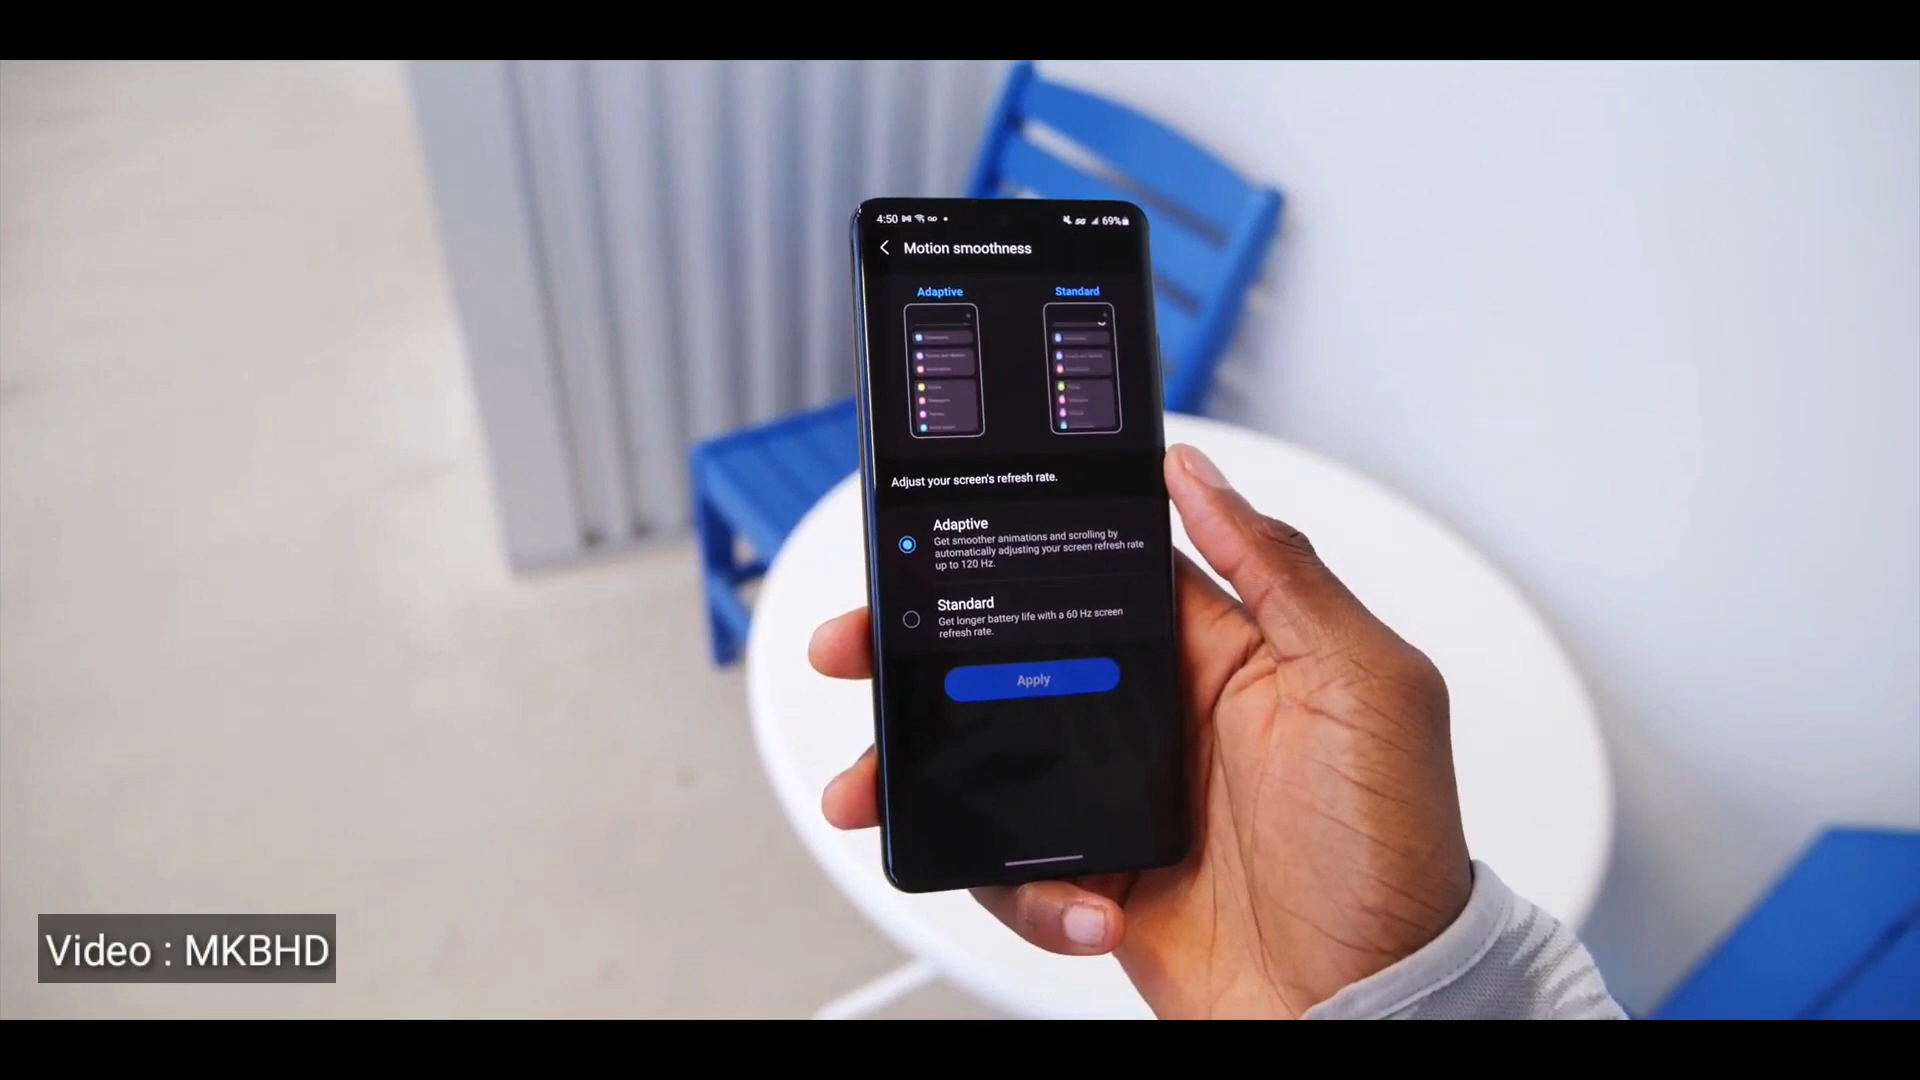 4:50
69%
Motion smoothness
Adaptive
Standard
Adjust your screen's refresh rate.
Adaptive
Get smoother animations and scrolling by
automatically adjusting your screen refresh rate
up to 120 Hz.
Standard
Get longer battery life with a 60 Hz screen
refresh rate.
Apply
Video : MKBHD